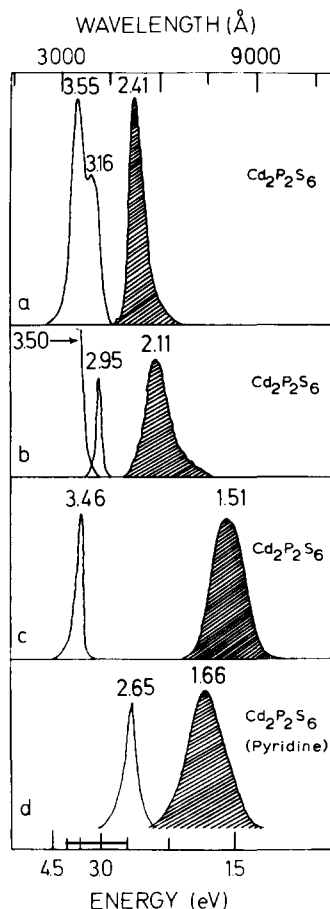 WAVELENGTH(Å)
3000 9000
3.55 2.41
3.16
Cd₂P₂S₆
a
3.50
2.95 2.11
Cd₂P₂S₆
b
3.46 1.51
Cd₂P₂S₆
c
2.65 1.66
Cd₂P₂S₆
(Pyridine)
d
4.5 3.0 1.5
ENERGY (eV)